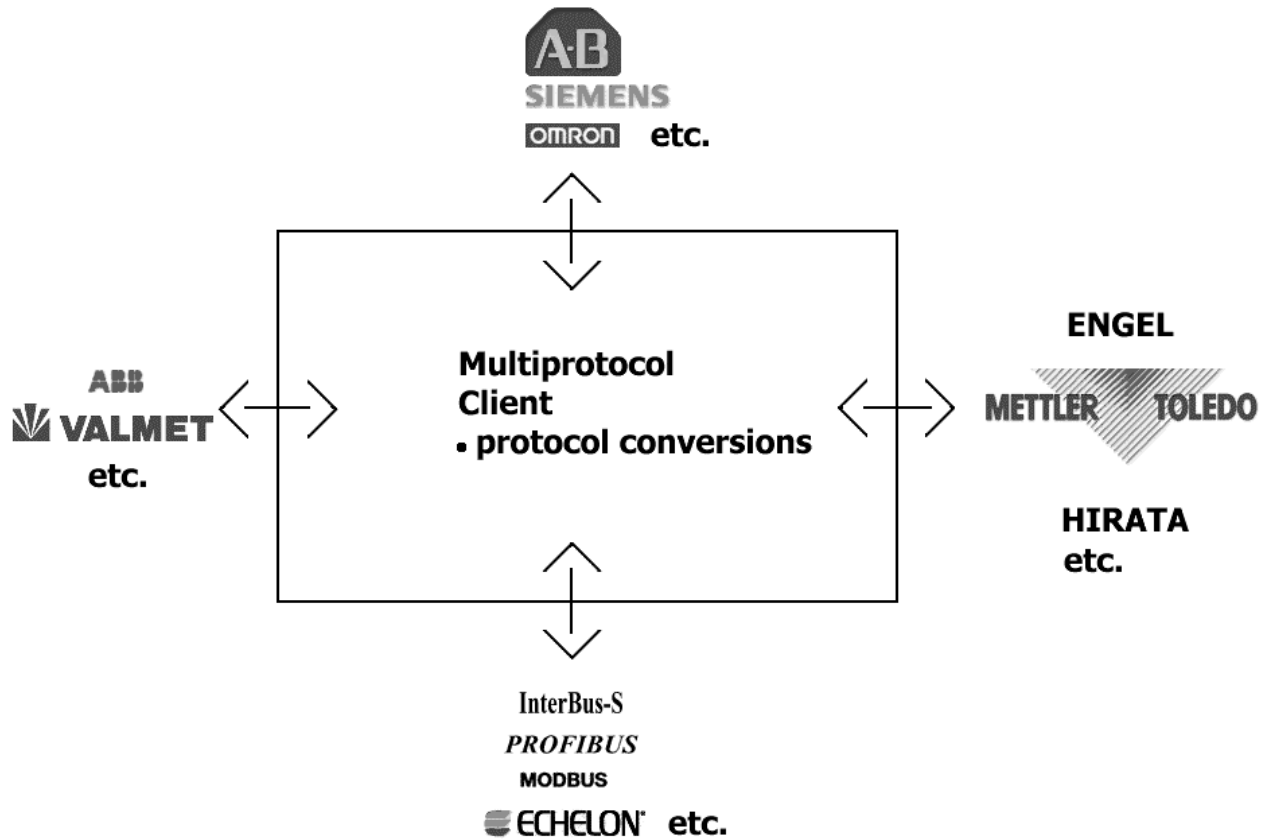 A·B
SIEMENS
OMRON etc.
ABB
VALMET
etc.
Multiprotocol
Client
. protocol conversions
ENGEL
METTLER TOLEDO
HIRATA
etc.
InterBus-S
PROFIBUS
MODBUS
ECHELON® etc.